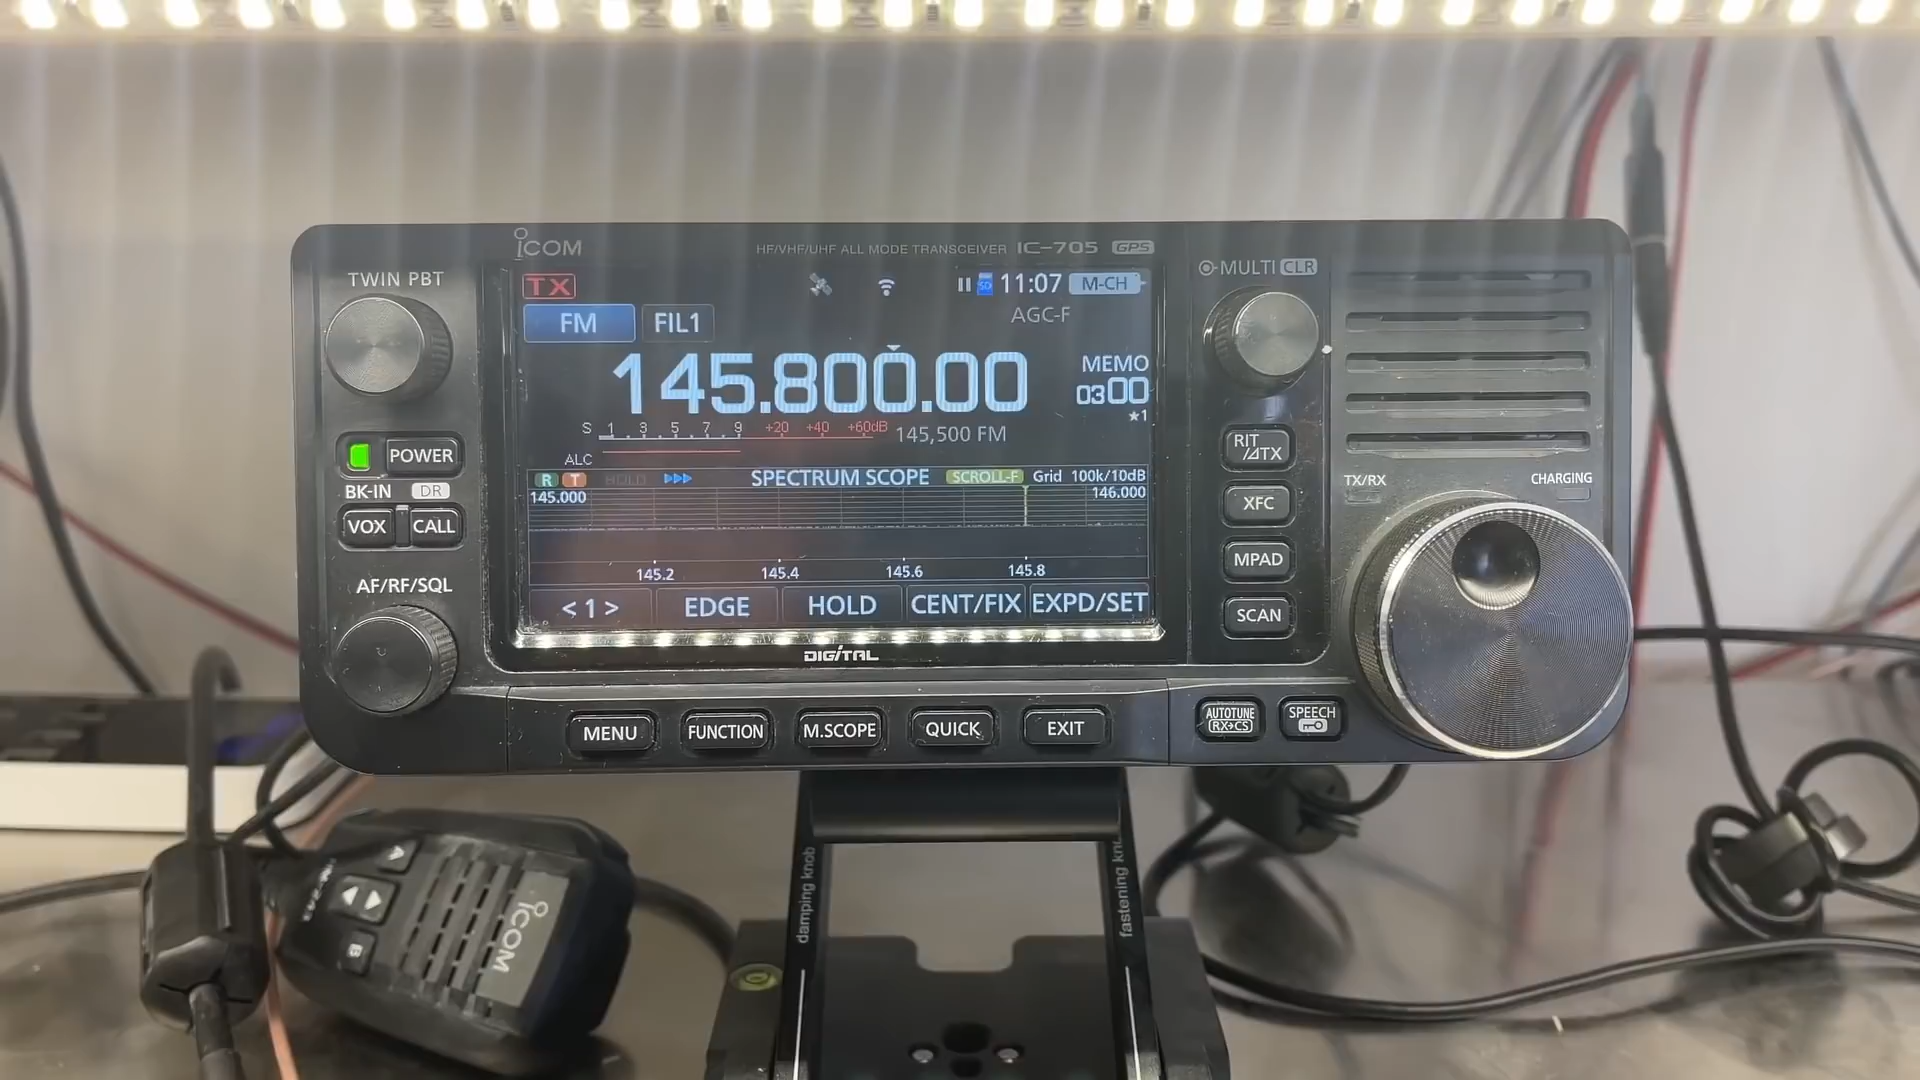 ICOM
HF/VHF/UHF ALL MODE TRANSCEIVER IC-705 GPS
TWIN PBT
MULTI CLR
TX
11:07 M-CH
AGC-F
FM FIL1
145.800.00
MEMO
0300
★1
S 1 3 5 7 9 +20 +40 +60dB
145,500 FM
ALC
R T HOLD SPECTRUM SCOPE SCROLL-F Grid 100k/10dB
145.000 146.000
145.2 145.4 145.6 145.8
< 1 > EDGE HOLD CENT/FIX EXPD/SET
DIGITAL
POWER
BK-IN DR
VOX CALL
AF/RF/SQL
RIT
/⊿TX
XFC
MPAD
SCAN
TX/RX
CHARGING
MENU FUNCTION M.SCOPE QUICK EXIT
AUTOTUNE
RX→CS
SPEECH
A
B
ICOM
damping knob